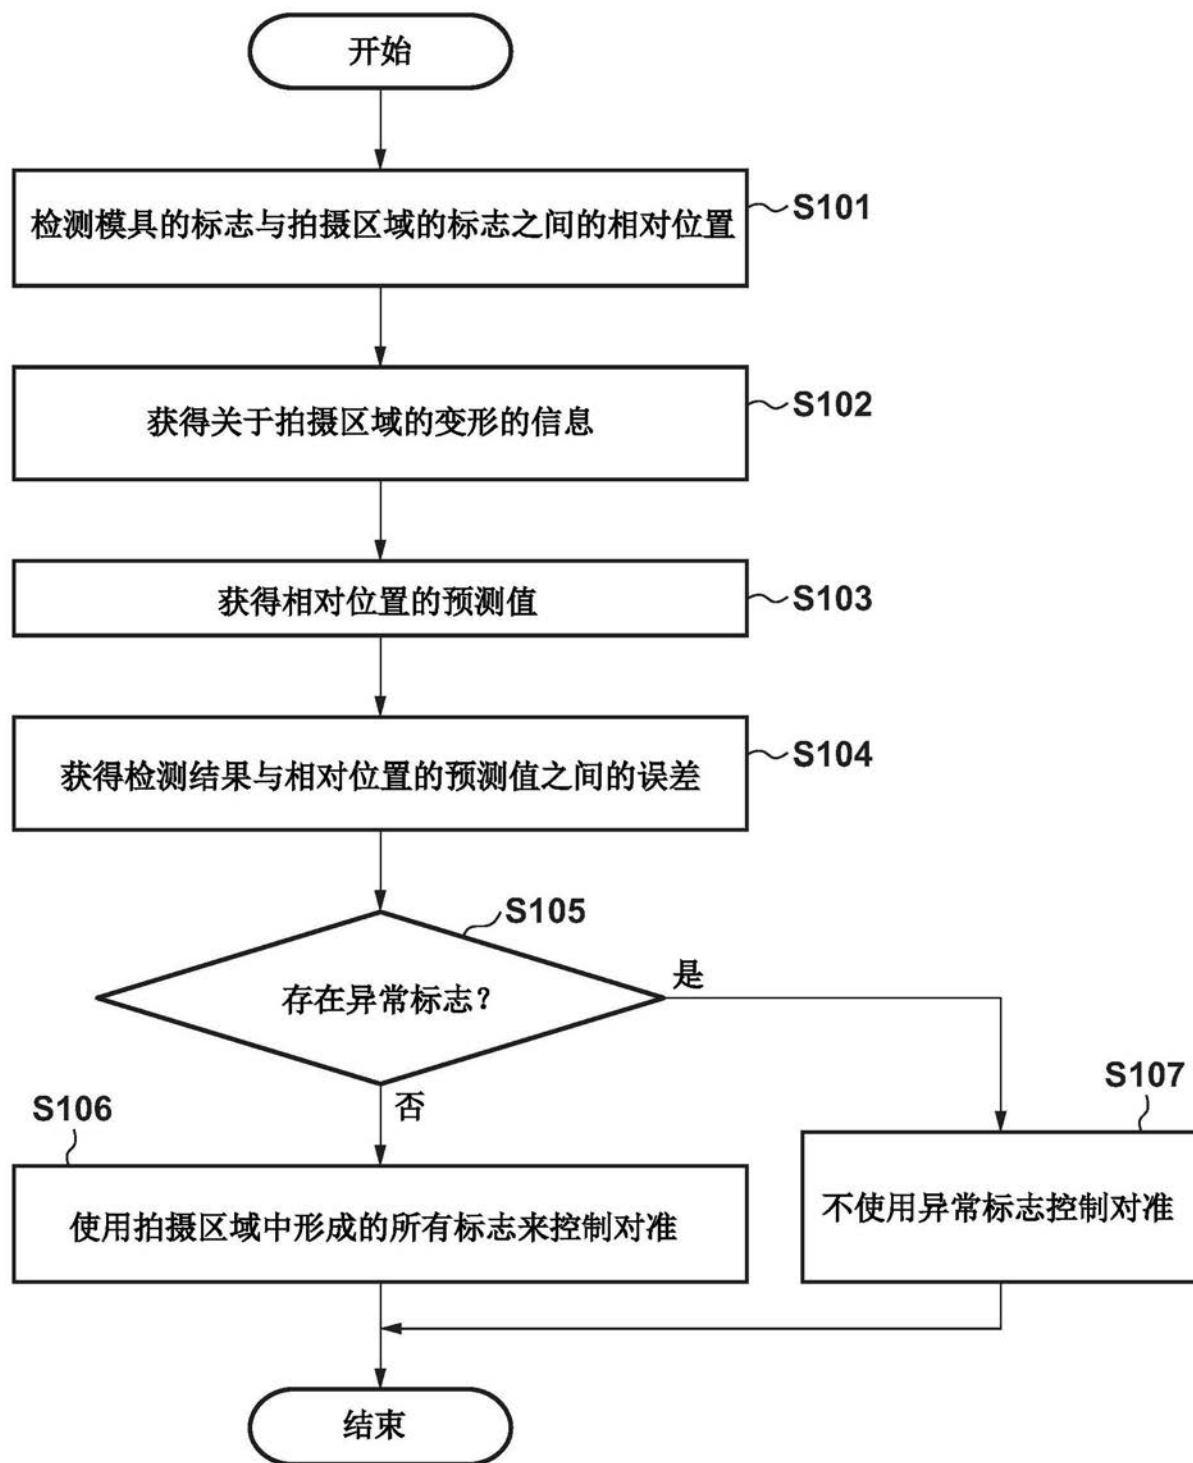 开始
检测模具的标志与拍摄区域的标志之间的相对位置
S101
获得关于拍摄区域的变形的信息
S102
获得相对位置的预测值
S103
获得检测结果与相对位置的预测值之间的误差
S104
S105
存在异常标志？
是
否
S106
使用拍摄区域中形成的所有标志来控制对准
S107
不使用异常标志控制对准
结束